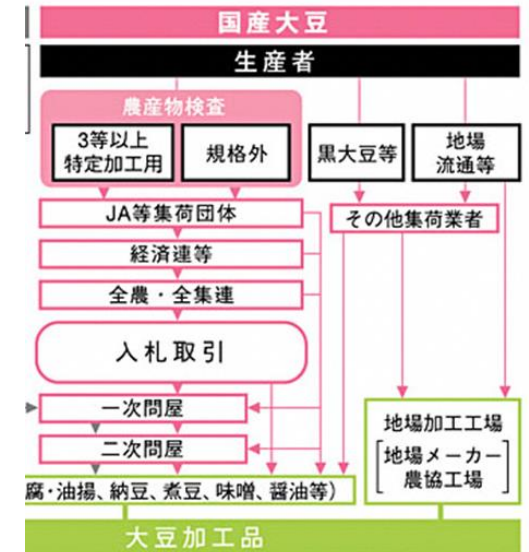 国産大豆
生産者
農産物検査
3等以上
特定加工用
規格外
黒大豆等
地場
流通等
JA等集荷団体
その他集荷業者
経済連等
全農・全集連
入札取引
一次問屋
二次問屋
地場加工工場
[地場メーカー
農協工場]
腐・油揚、納豆、煮豆、味噌、醤油等)
大豆加工品